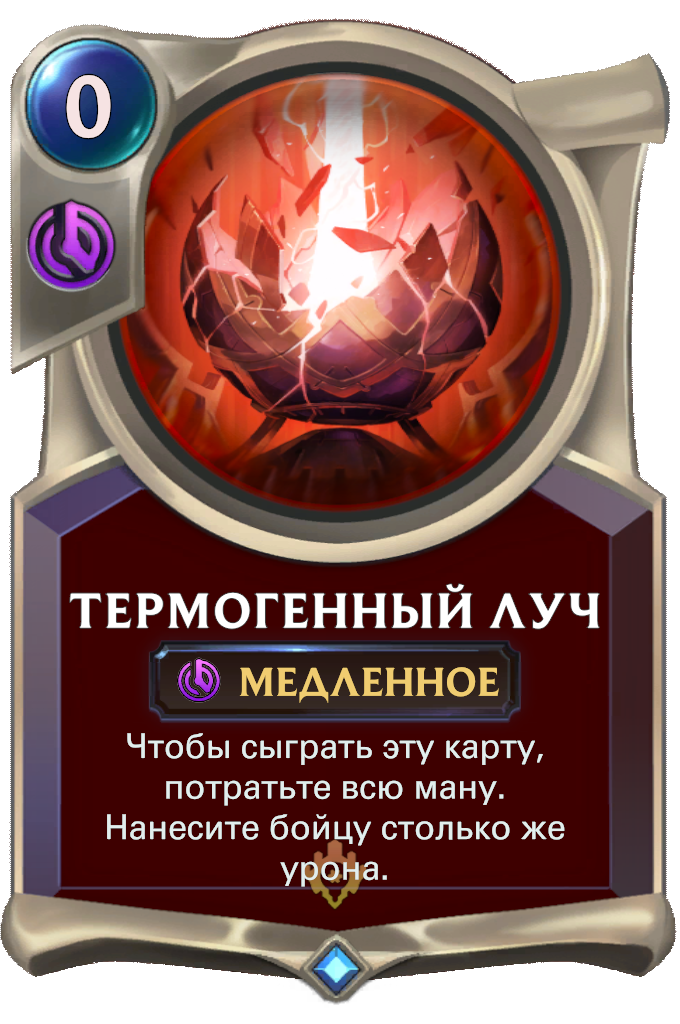 0
ТЕРМОГЕННЫЙ ЛУЧ
МЕДЛЕННОЕ
Чтобы сыграть эту карту,
потратьте всю ману.
Нанесите бойцу столько же
урона.